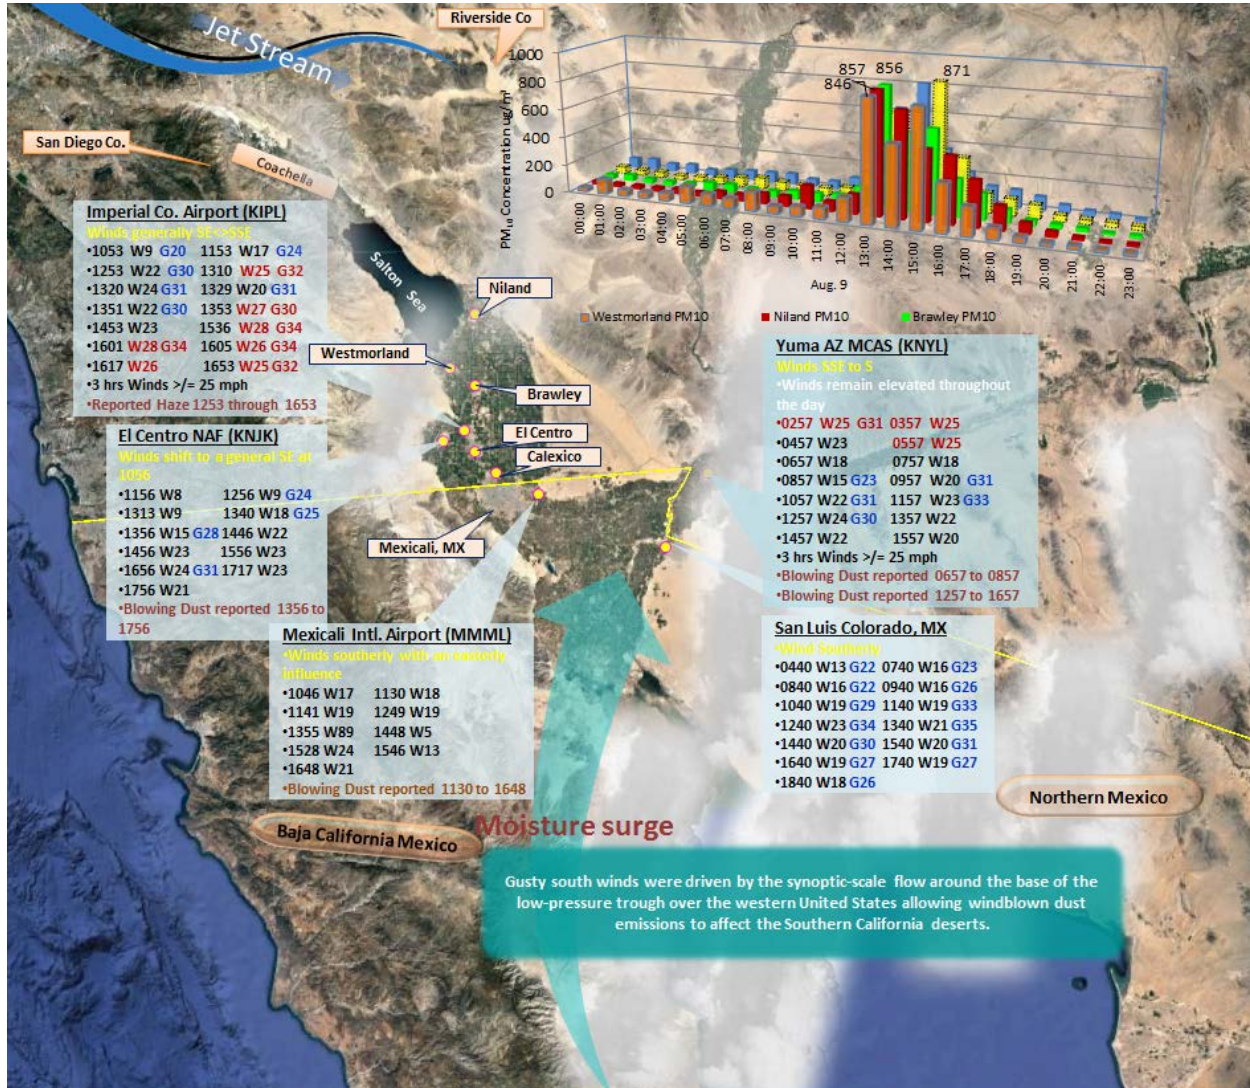 Riverside Co
Jet Stream
San Diego Co.
Coachella
Salton Sea
PM10 Concentration ug/m³
1000
800
600
400
200
0
857
856
871
846
00:00
01:00
02:00
03:00
04:00
05:00
06:00
07:00
08:00
09:00
10:00
11:00
12:00
13:00
14:00
15:00
16:00
17:00
18:00
19:00
20:00
21:00
22:00
23:00
Aug. 9
Westmorland PM10 Niland PM10 Brawley PM10
Imperial Co. Airport (KIPL)
Winds generally SE<>SSE
•1053 W9 G20 1153 W17 G24
•1253 W22 G30 1310 W25 G32
•1320 W24 G31 1329 W20 G31
•1351 W22 G30 1353 W27 G30
•1453 W23 1536 W28 G34
•1601 W28 G34 1605 W26 G34
•1617 W26 1653 W25 G32
•3 hrs Winds >/= 25 mph
•Reported Haze 1253 through 1653
Niland
Westmorland
Brawley
El Centro
Calexico
Mexicali, MX
El Centro NAF (KNJK)
Winds shift to a general SE at
1056
•1156 W8 1256 W9 G24
•1313 W9 1340 W18 G25
•1356 W15 G28 1446 W22
•1456 W23 1556 W23
•1656 W24 G31 1717 W23
•1756 W21
•Blowing Dust reported 1356 to
1756
Yuma AZ MCAS (KNYL)
Winds SSE to S
•Winds remain elevated throughout
the day
•0257 W25 G31 0357 W25
•0457 W23 0557 W25
•0657 W18 0757 W18
•0857 W15 G23 0957 W20 G31
•1057 W22 G31 1157 W23 G33
•1257 W24 G30 1357 W22
•1457 W22 1557 W20
•3 hrs Winds >/= 25 mph
•Blowing Dust reported 0657 to 0857
•Blowing Dust reported 1257 to 1657
Mexicali Intl. Airport (MMML)
•Winds southerly with an easterly
influence
•1046 W17 1130 W18
•1141 W19 1249 W19
•1355 W89 1448 W5
•1528 W24 1546 W13
•1648 W21
•Blowing Dust reported 1130 to 1648
San Luis Colorado, MX
•Wind Southerly
•0440 W13 G22 0740 W16 G23
•0840 W16 G22 0940 W16 G26
•1040 W19 G29 1140 W19 G33
•1240 W23 G34 1340 W21 G35
•1440 W20 G30 1540 W20 G31
•1640 W19 G27 1740 W19 G27
•1840 W18 G26
Northern Mexico
Baja California Mexico
Moisture surge
Gusty south winds were driven by the synoptic-scale flow around the base of the
low-pressure trough over the western United States allowing windblown dust
emissions to affect the Southern California deserts.